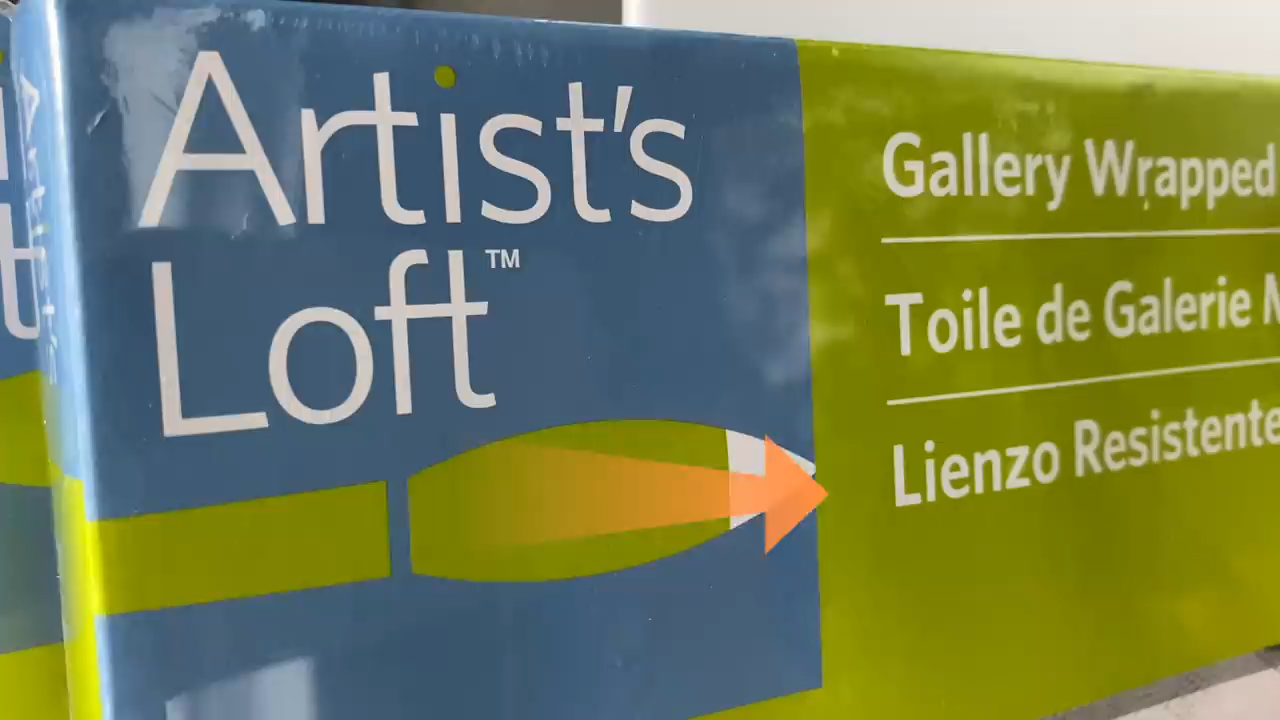 Artist's
Loft™
Gallery Wrapped
Toile de Galerie
Lienzo Resistente